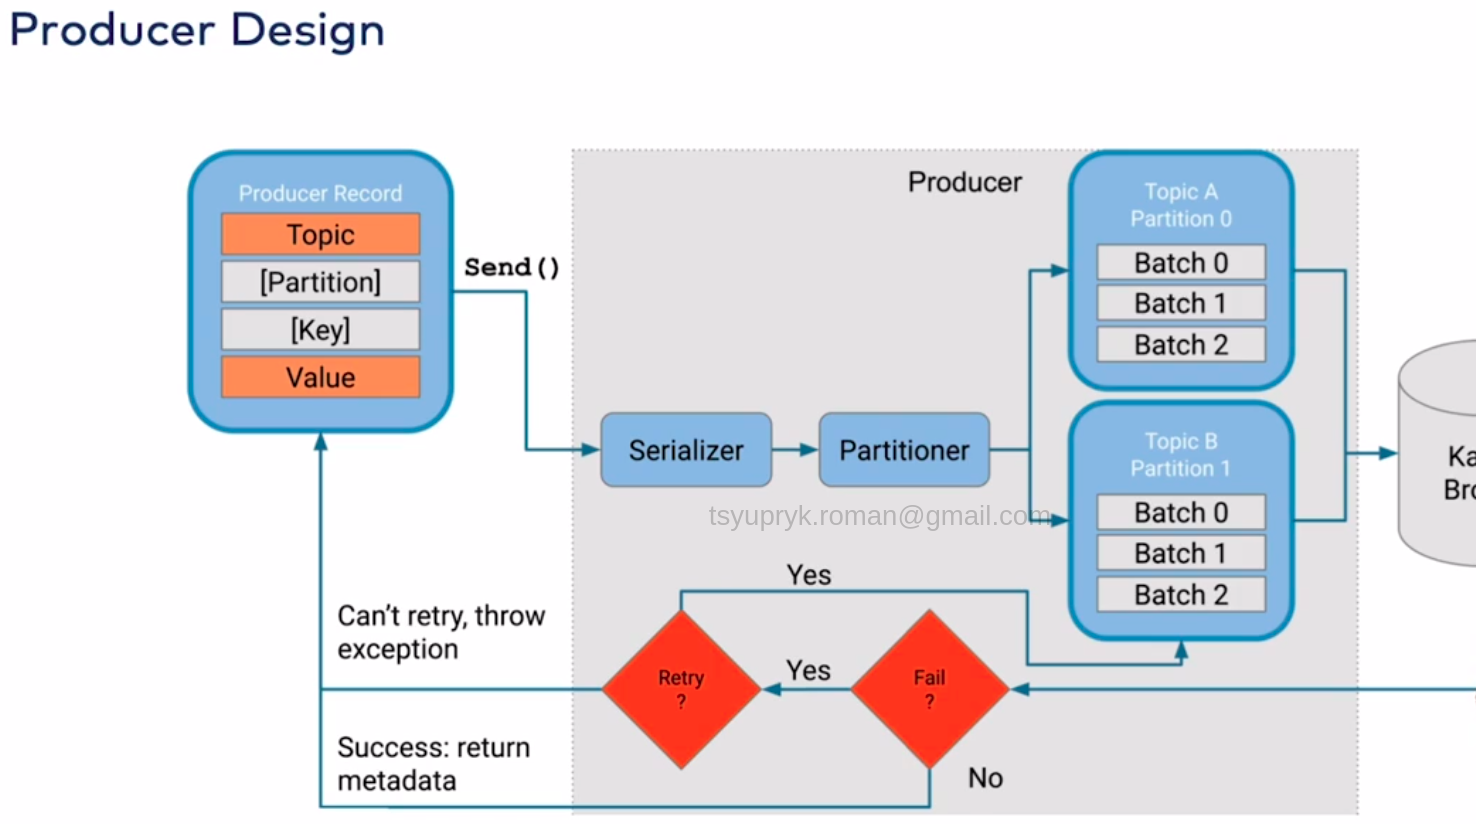 Producer Design
Producer Record
Topic
[Partition]
[Key]
Value
Send()
Producer
Serializer
Partitioner
Topic A
Partition 0
Batch 0
Batch 1
Batch 2
Topic B
Partition 1
Batch 0
Batch 1
Batch 2
tsyupryk.roman@gmail.com
Yes
Retry
?
Yes
Fail
?
No
Can't retry, throw
exception
Success: return
metadata